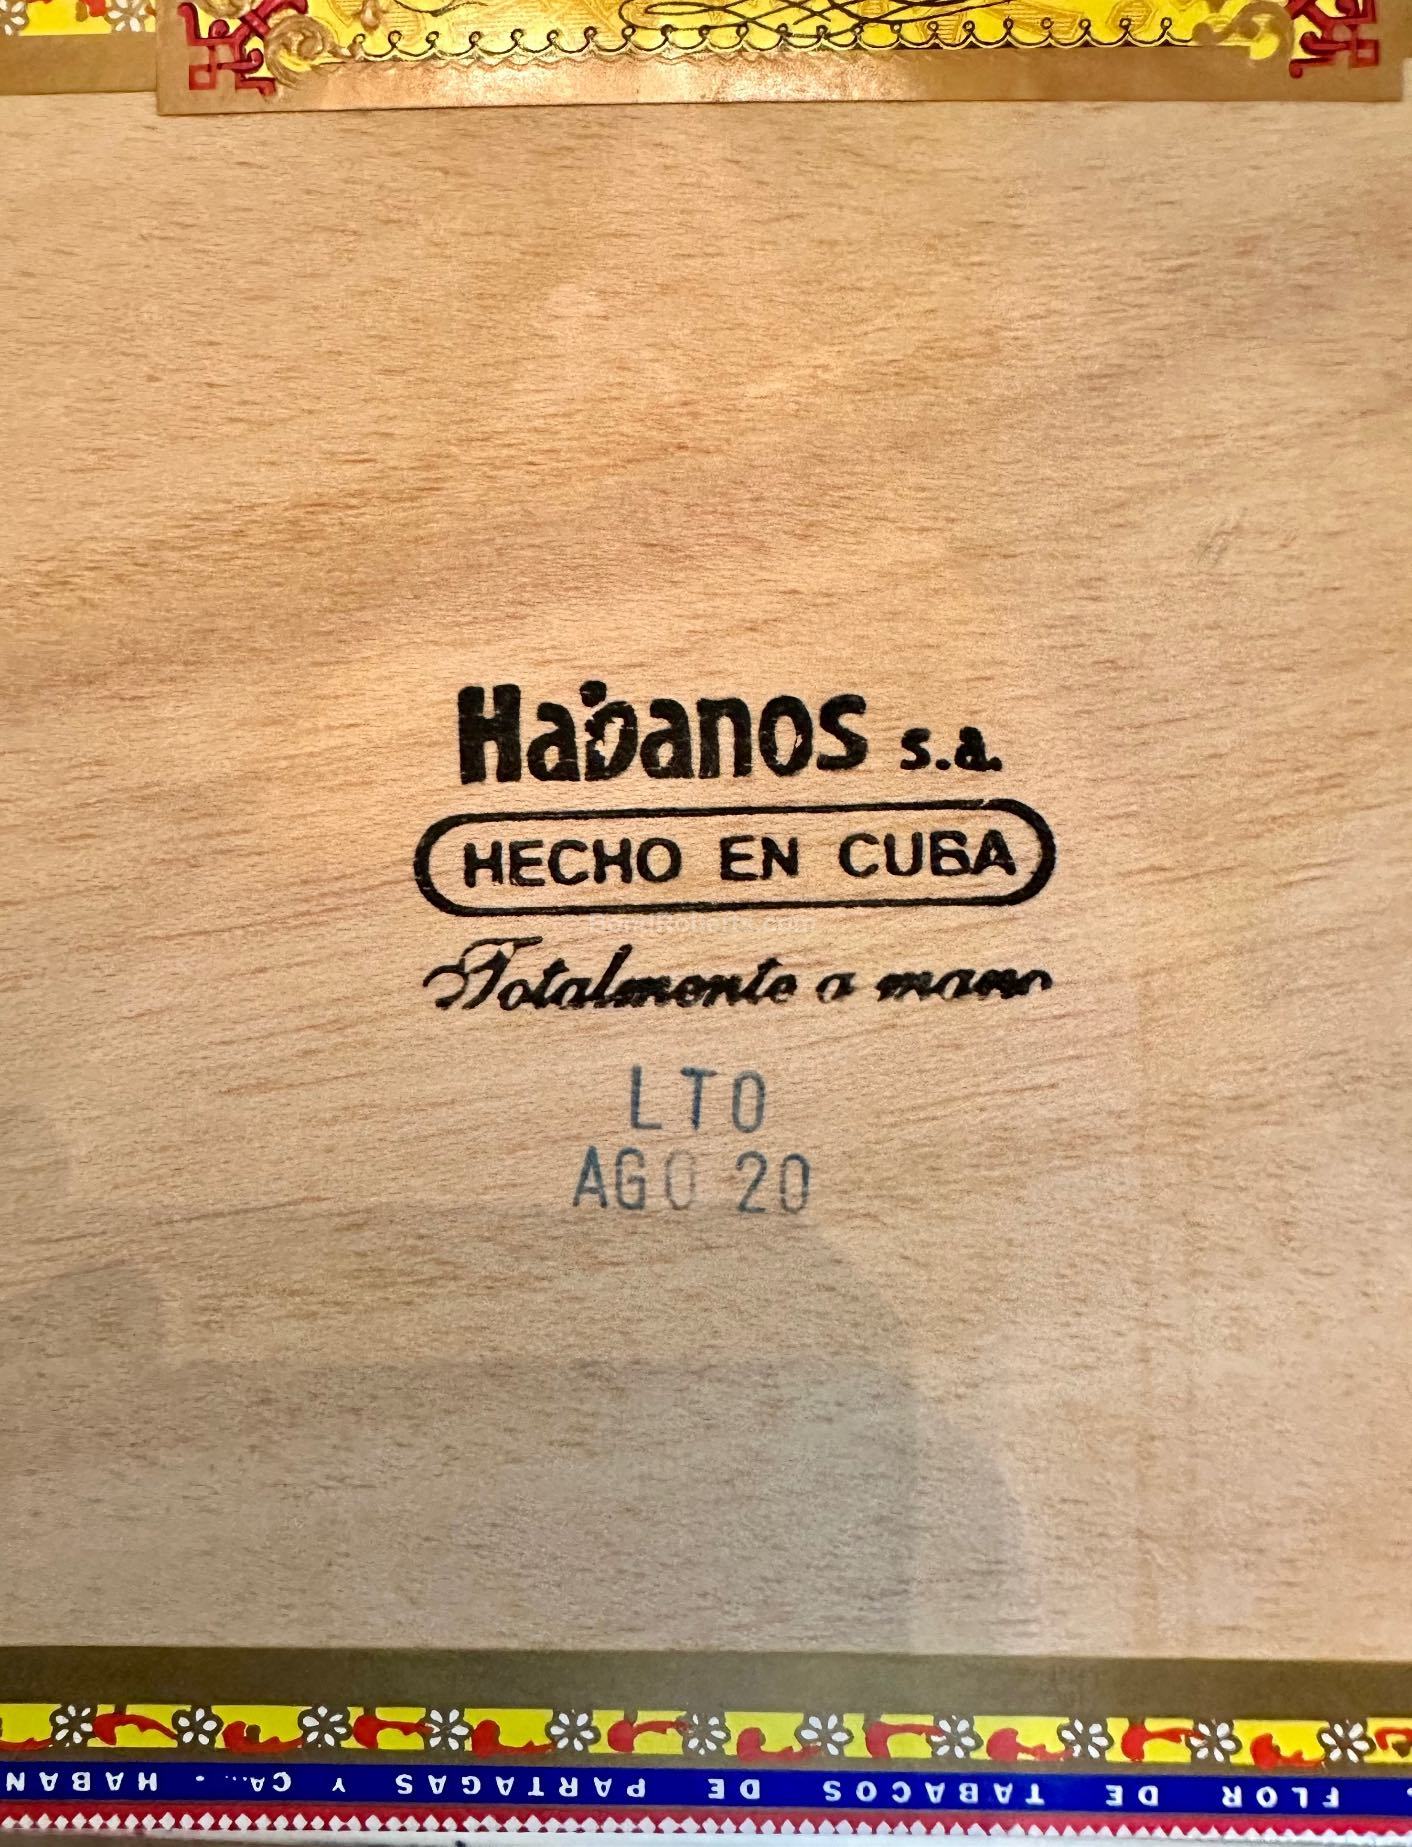 Habanos s.a.
HECHO EN CUBA
Totalmente a mano
LTO
AGO 20
FLOR DE TABACOS DE PARTAGAS Y CA... - HABAN